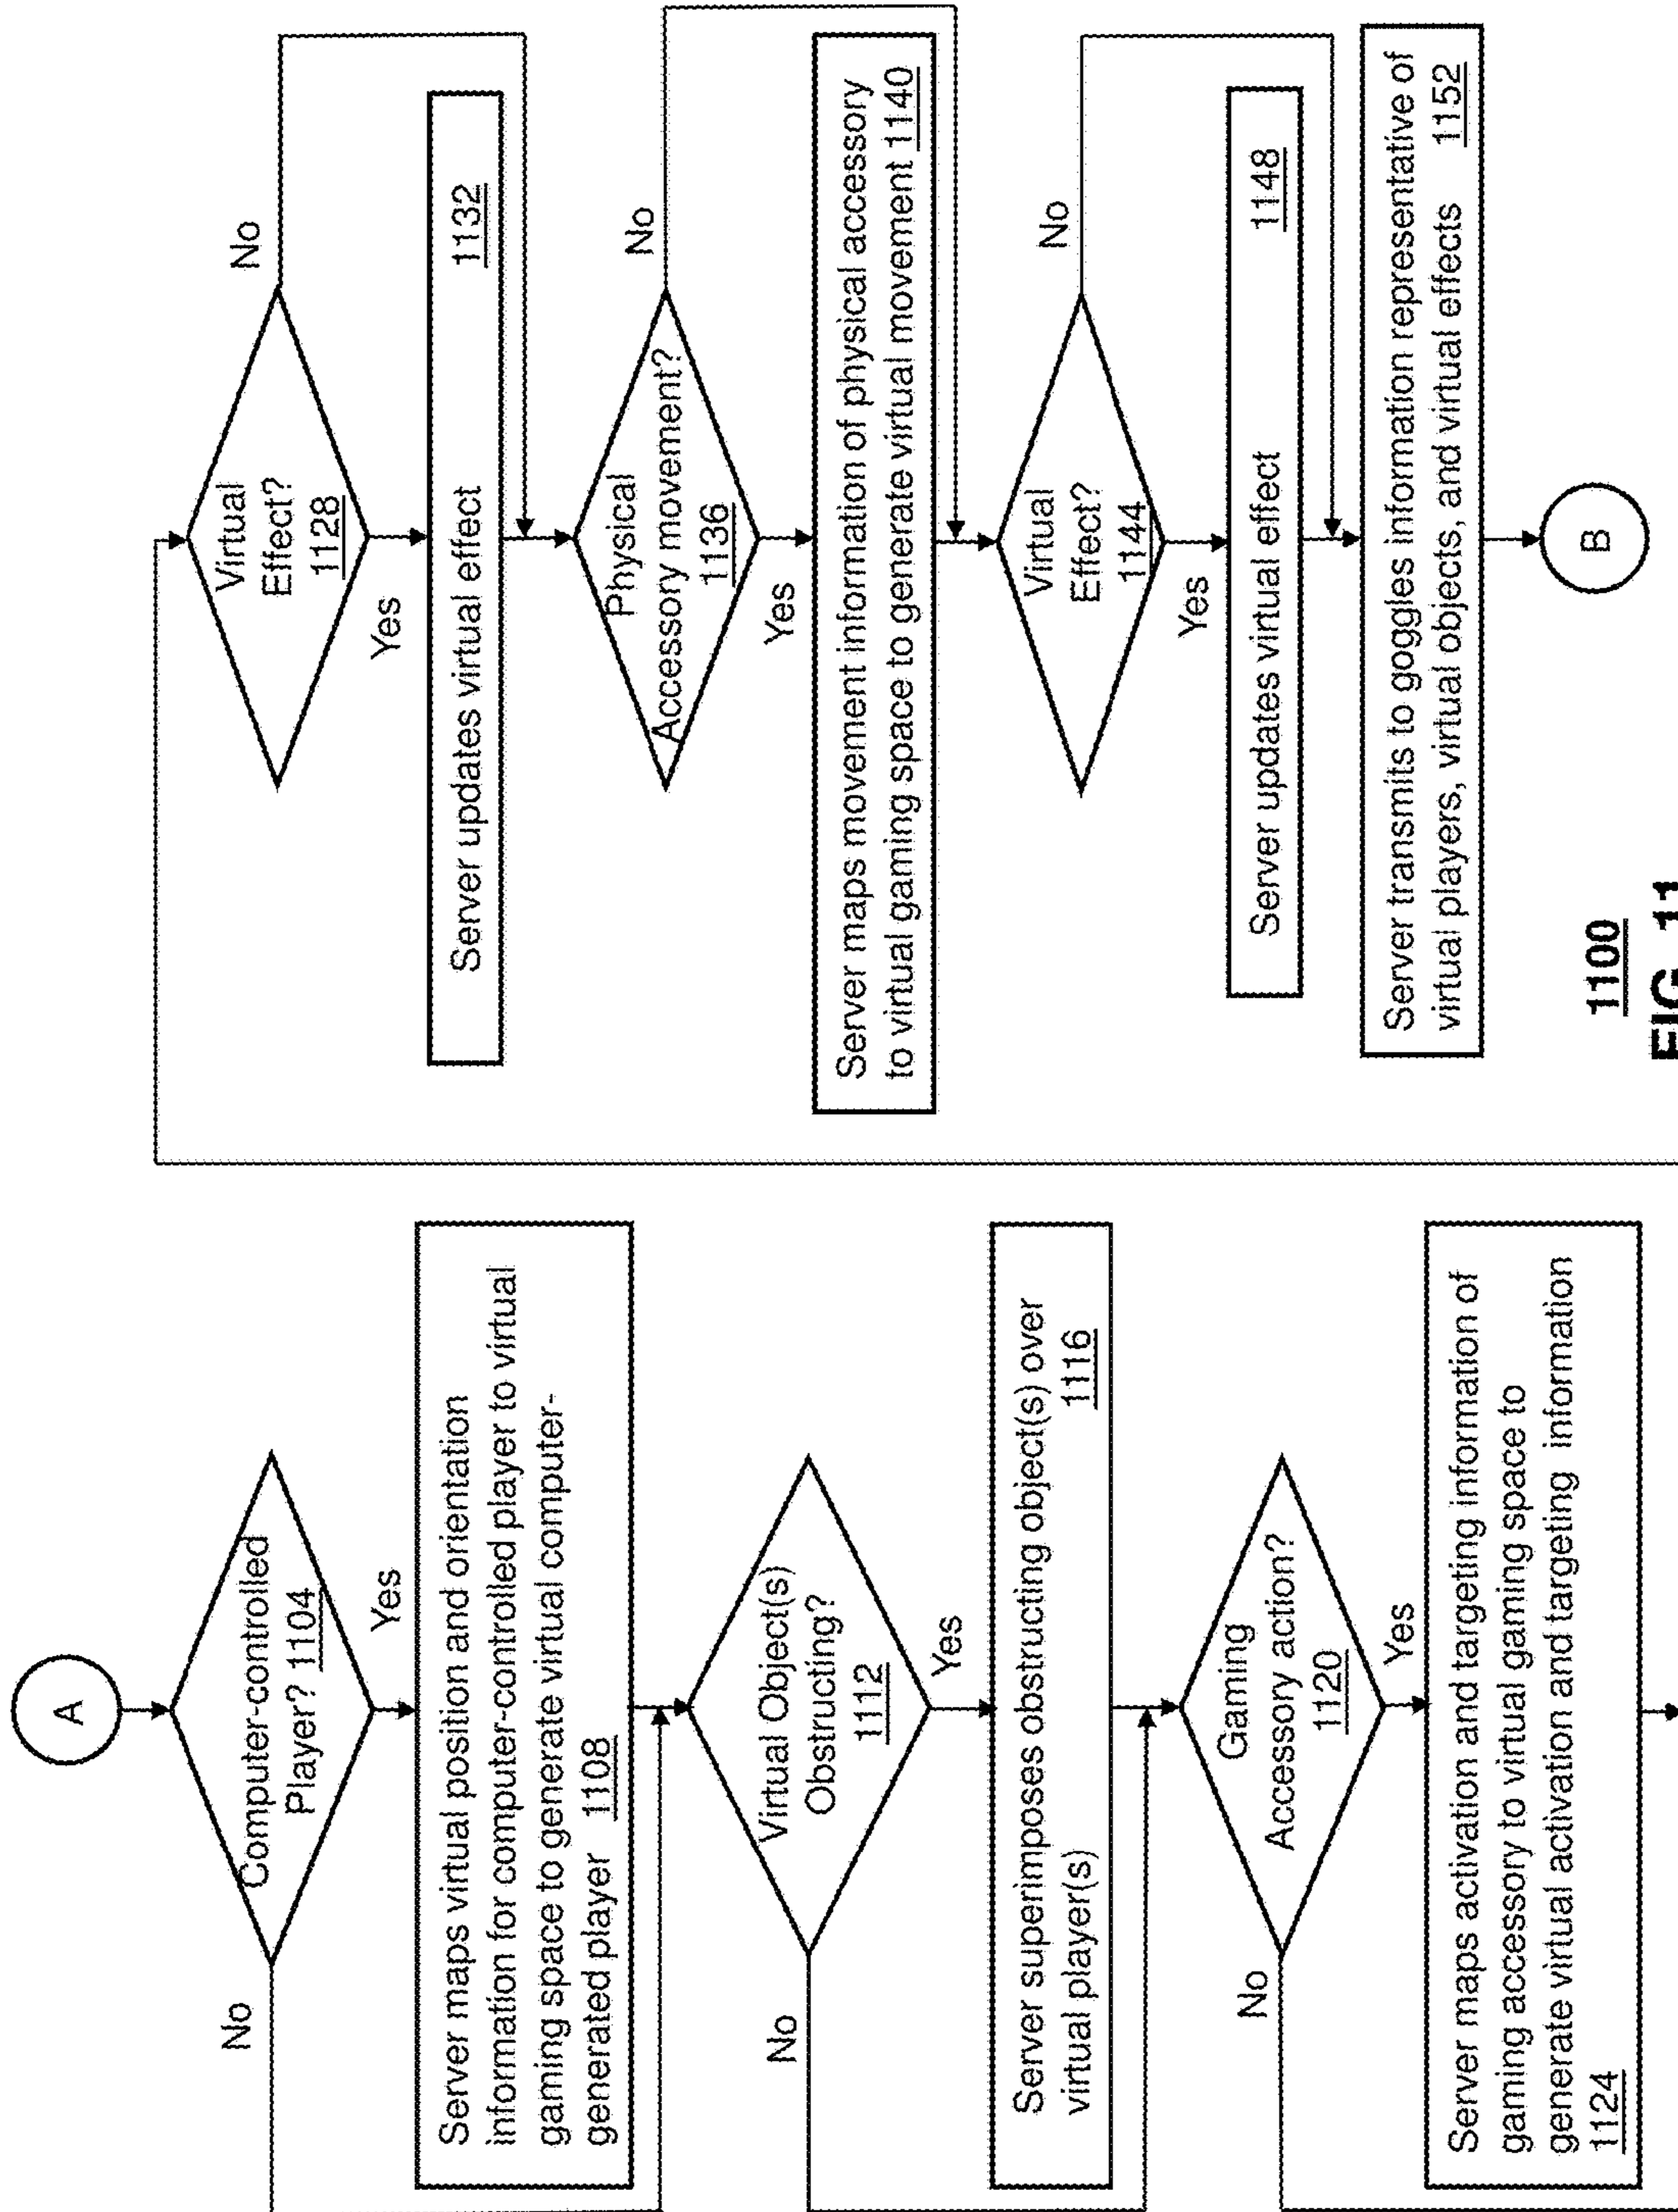 A
Computer-controlled
Player? 1104
No
Yes
Server maps virtual position and orientation
information for computer-controlled player to virtual
gaming space to generate virtual computer-
generated player 1108
Virtual Object(s)
Obstructing?
1112
No
Yes
Server superimposes obstructing object(s) over
virtual player(s) 1116
Gaming
Accessory action?
1120
No
Yes
Server maps activation and targeting information of
gaming accessory to virtual gaming space to
generate virtual activation and targeting information
1124
Virtual
Effect?
1128
No
Yes
Server updates virtual effect 1132
Physical
Accessory movement?
1136
No
Yes
Server maps movement information of physical accessory
to virtual gaming space to generate virtual movement 1140
Virtual
Effect?
1144
No
Yes
Server updates virtual effect 1148
Server transmits to goggles information representative of
virtual players, virtual objects, and virtual effects 1152
B
1100
FIG. 11